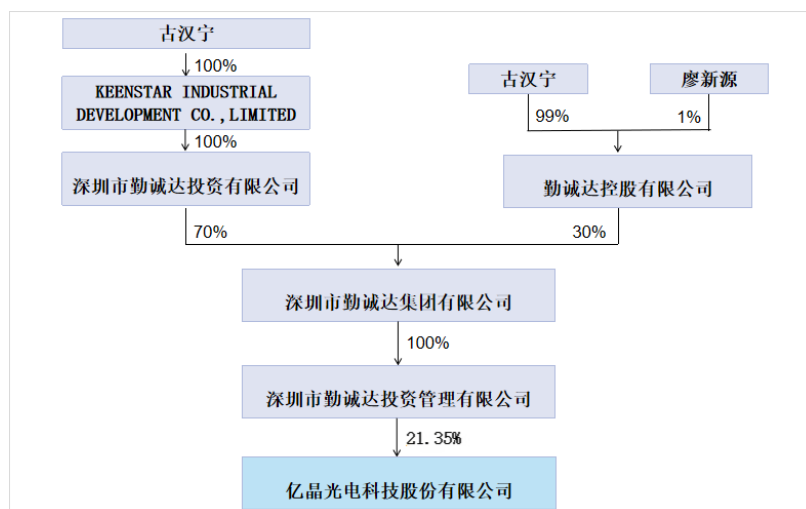 古汉宁
100%
KEENSTAR INDUSTRIAL
DEVELOPMENT CO.,LIMITED
100%
深圳市勤诚达投资有限公司
古汉宁
廖新源
99%
1%
勤诚达控股有限公司
70%
30%
深圳市勤诚达集团有限公司
100%
深圳市勤诚达投资管理有限公司
21.35%
亿晶光电科技股份有限公司